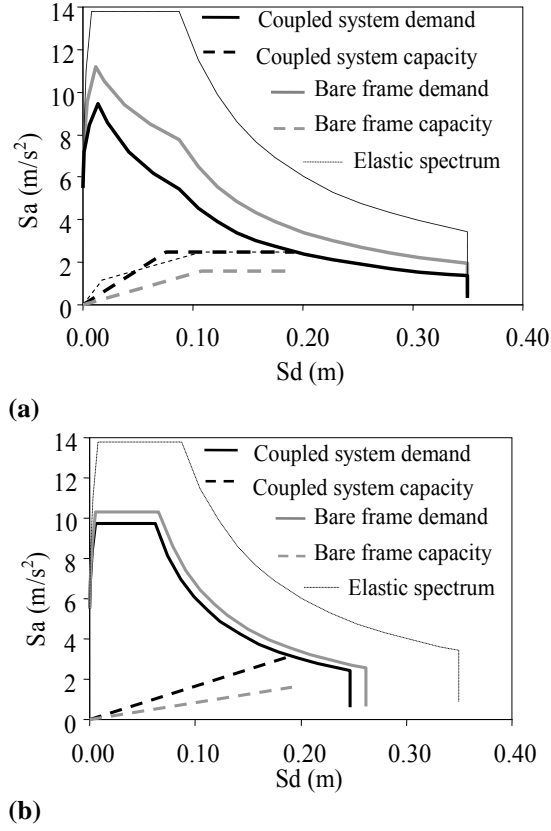 14
12
10
8
6
4
2
0
Sa (m/s²)
Coupled system demand
Coupled system capacity
Bare frame demand
Bare frame capacity
Elastic spectrum
0.00 0.10 0.20 0.30 0.40
Sd (m)
(a)
14
12
10
8
6
4
2
0
Sa (m/s²)
Coupled system demand
Coupled system capacity
Bare frame demand
Bare frame capacity
Elastic spectrum
0.00 0.10 0.20 0.30 0.40
Sd (m)
(b)